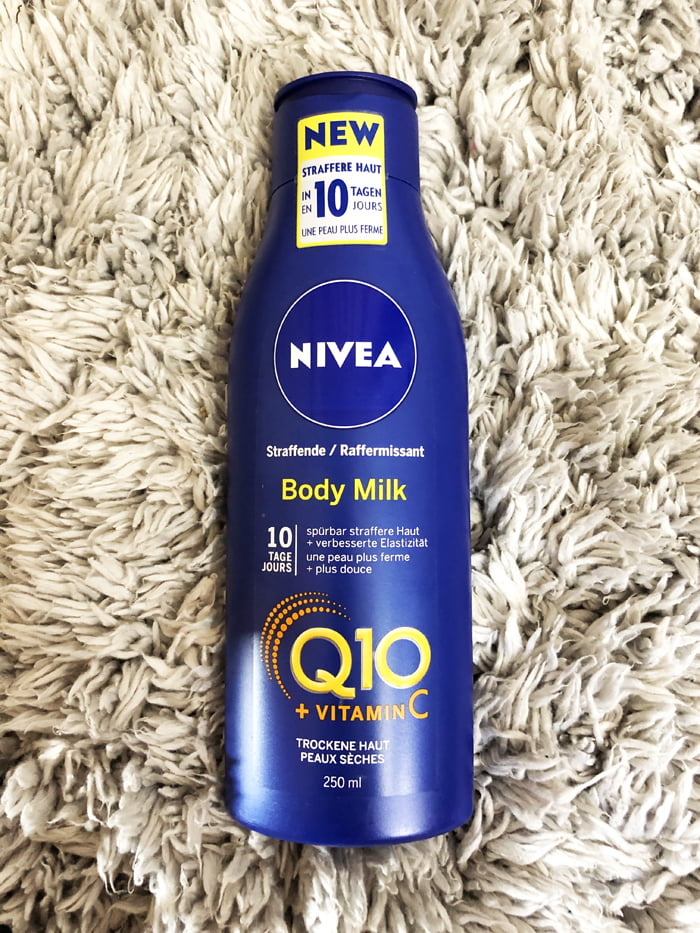 NEW
STRAFFERE HAUT
IN 10 TAGEN
EN JOURS
UNE PEAU PLUS FERME
NIVEA
Straffende / Raffermissant
Body Milk
10 TAGE JOURS
spürbar straffere Haut
+ verbesserte Elastizität
une peau plus ferme
+ plus douce
Q10
+ VITAMIN C
TROCKENE HAUT
PEAUX SÈCHES
250 ml